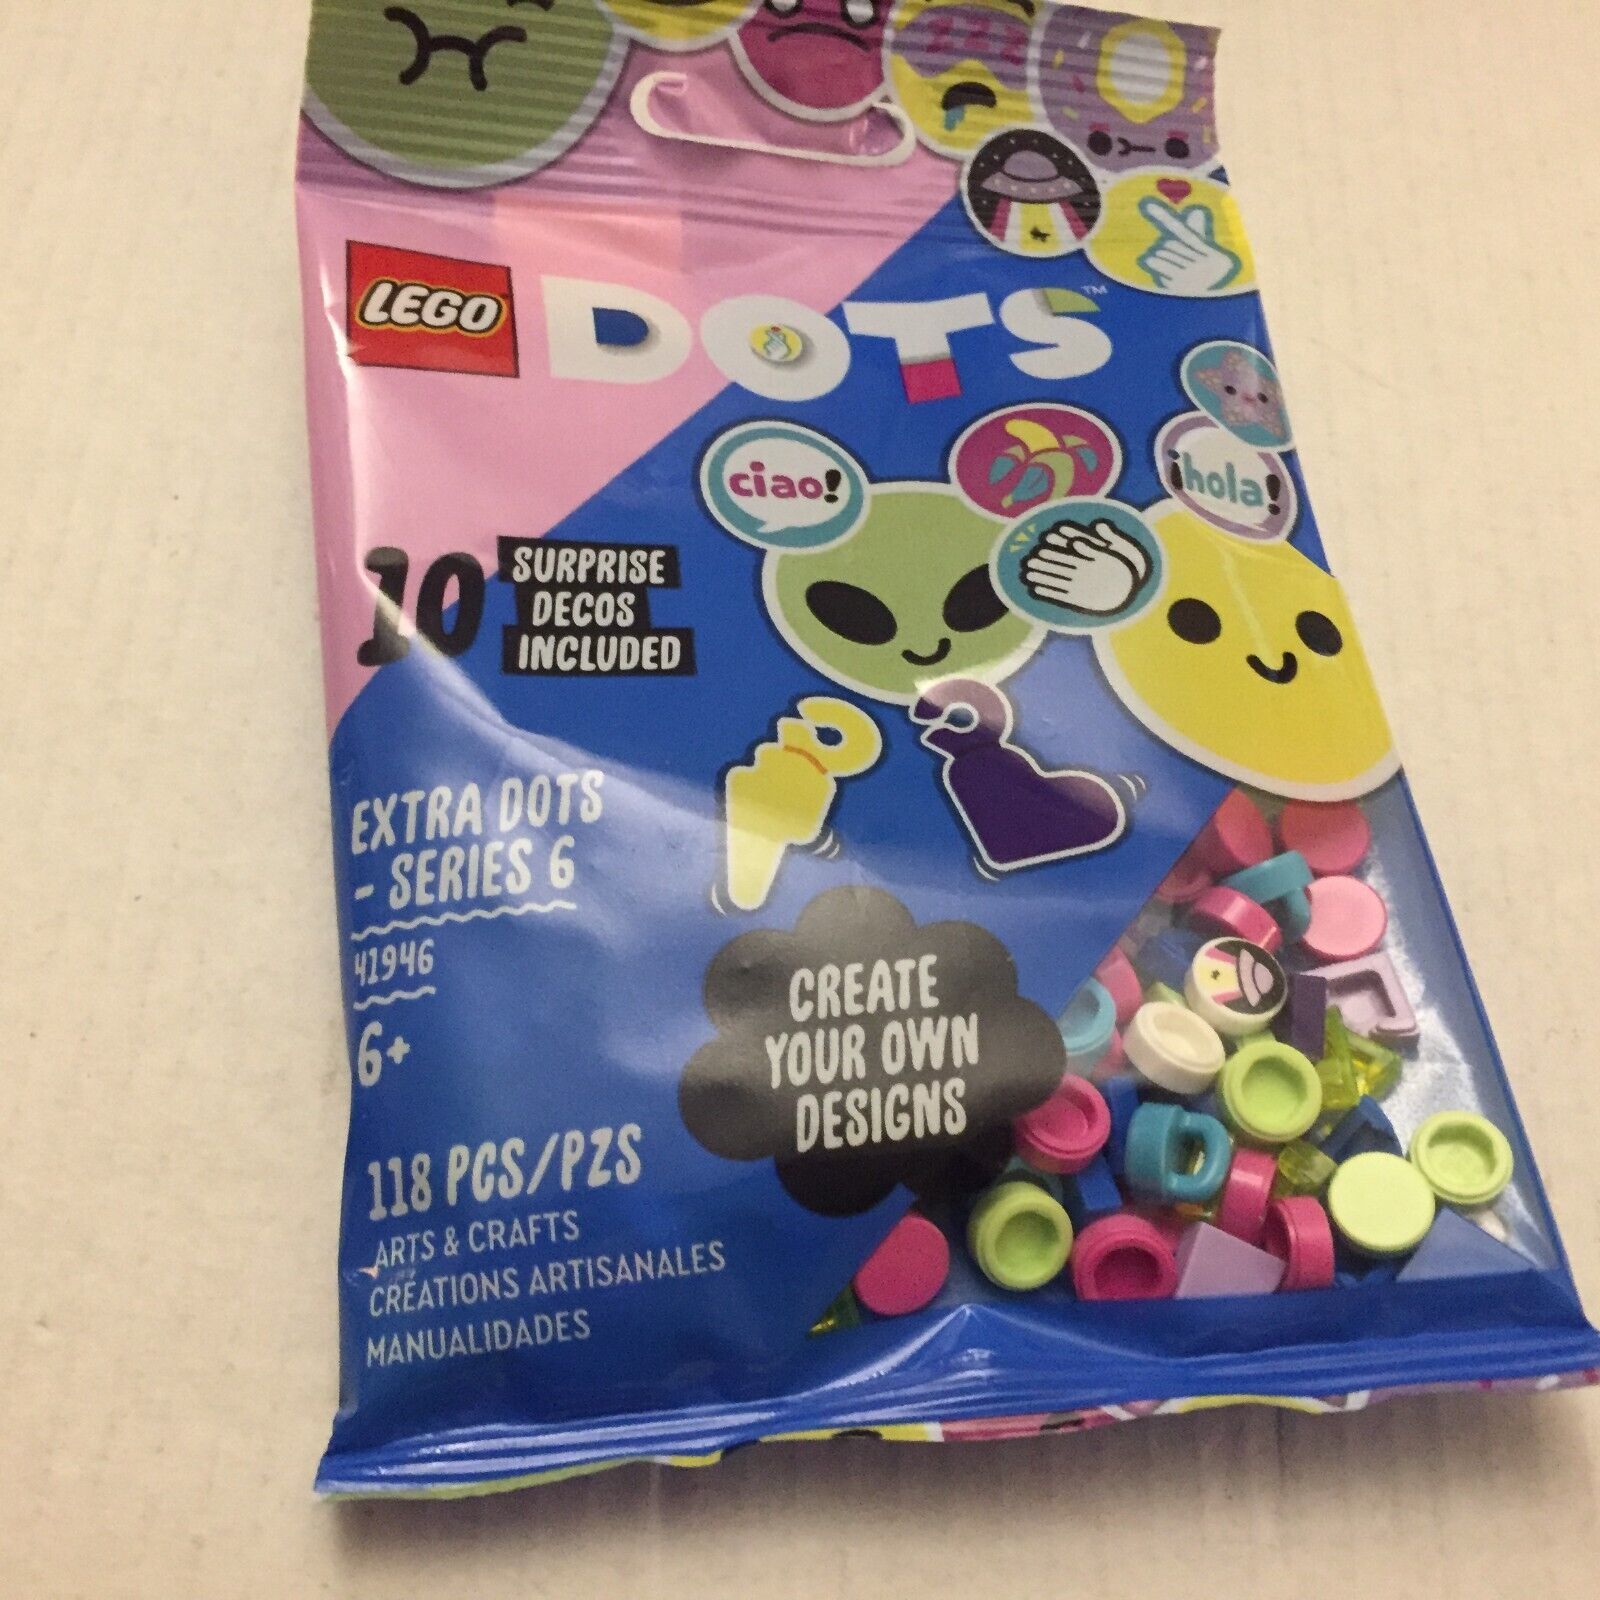 z z z
LEGO DOTS™
ciao!
¡hola!
10 SURPRISE
DECOS
INCLUDED
EXTRA DOTS
- SERIES 6
41946
6+
CREATE
YOUR OWN
DESIGNS
118 PCS/PZS
ARTS & CRAFTS
CRÉATIONS ARTISANALES
MANUALIDADES